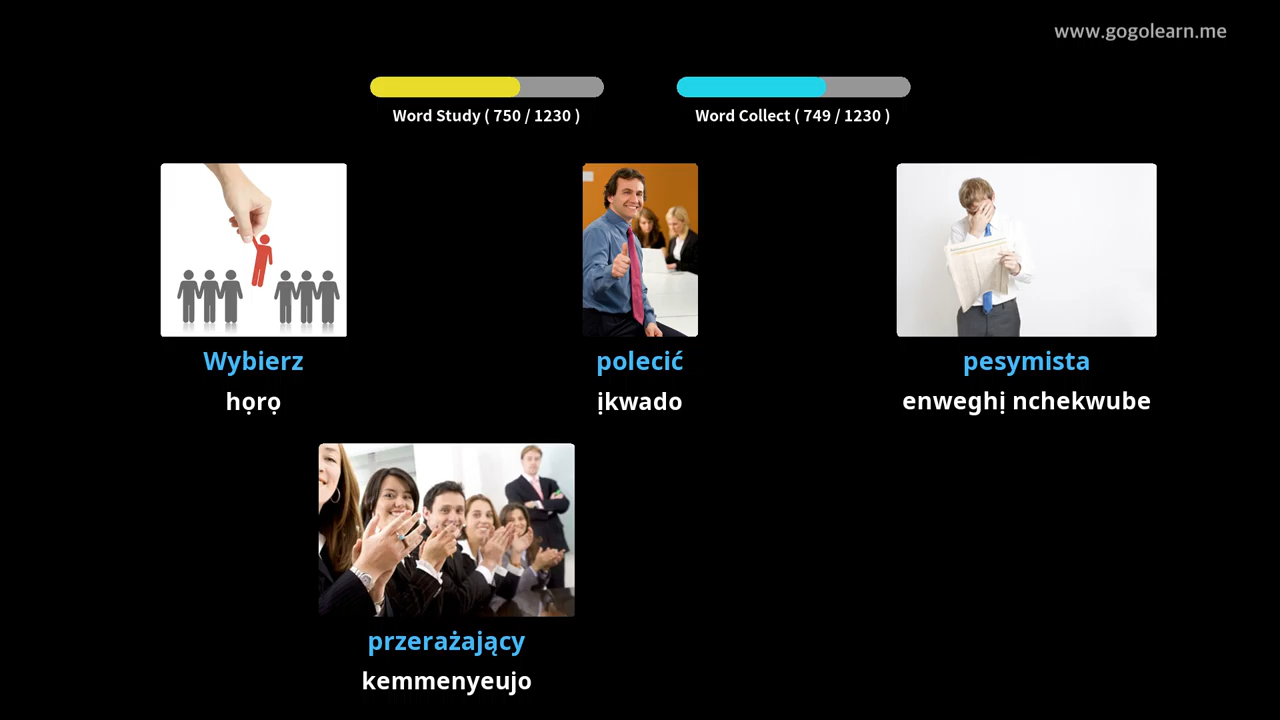 www.gogolearn.me
Word Study ( 750 / 1230 )
Word Collect ( 749 / 1230 )
Wybierz
họrọ
polecić
ịkwado
pesymista
enweghị nchekwube
przerażający
kemmenyeujo